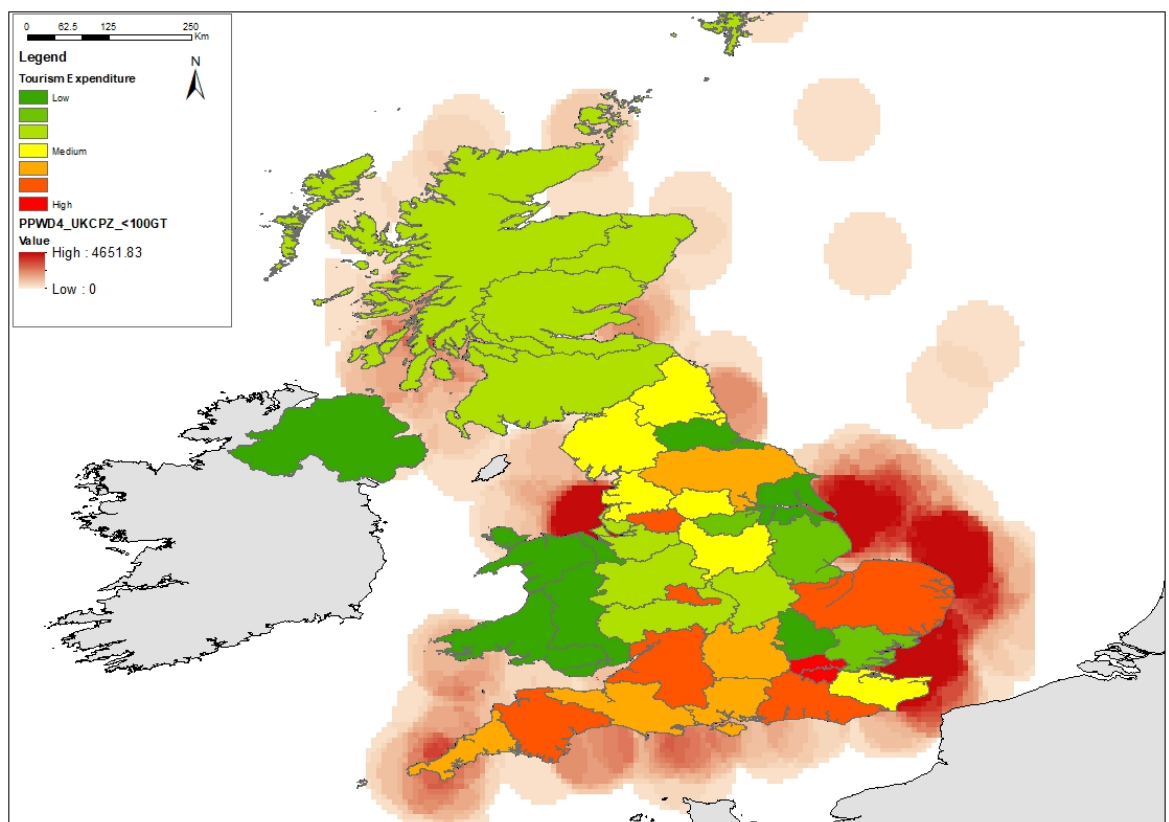 0 62.5 125 250
Km
Legend
N
Tourism Expenditure
Low
Medium
High
PPWD4_UKCPZ_<100GT
Value
High : 4651.83
Low : 0